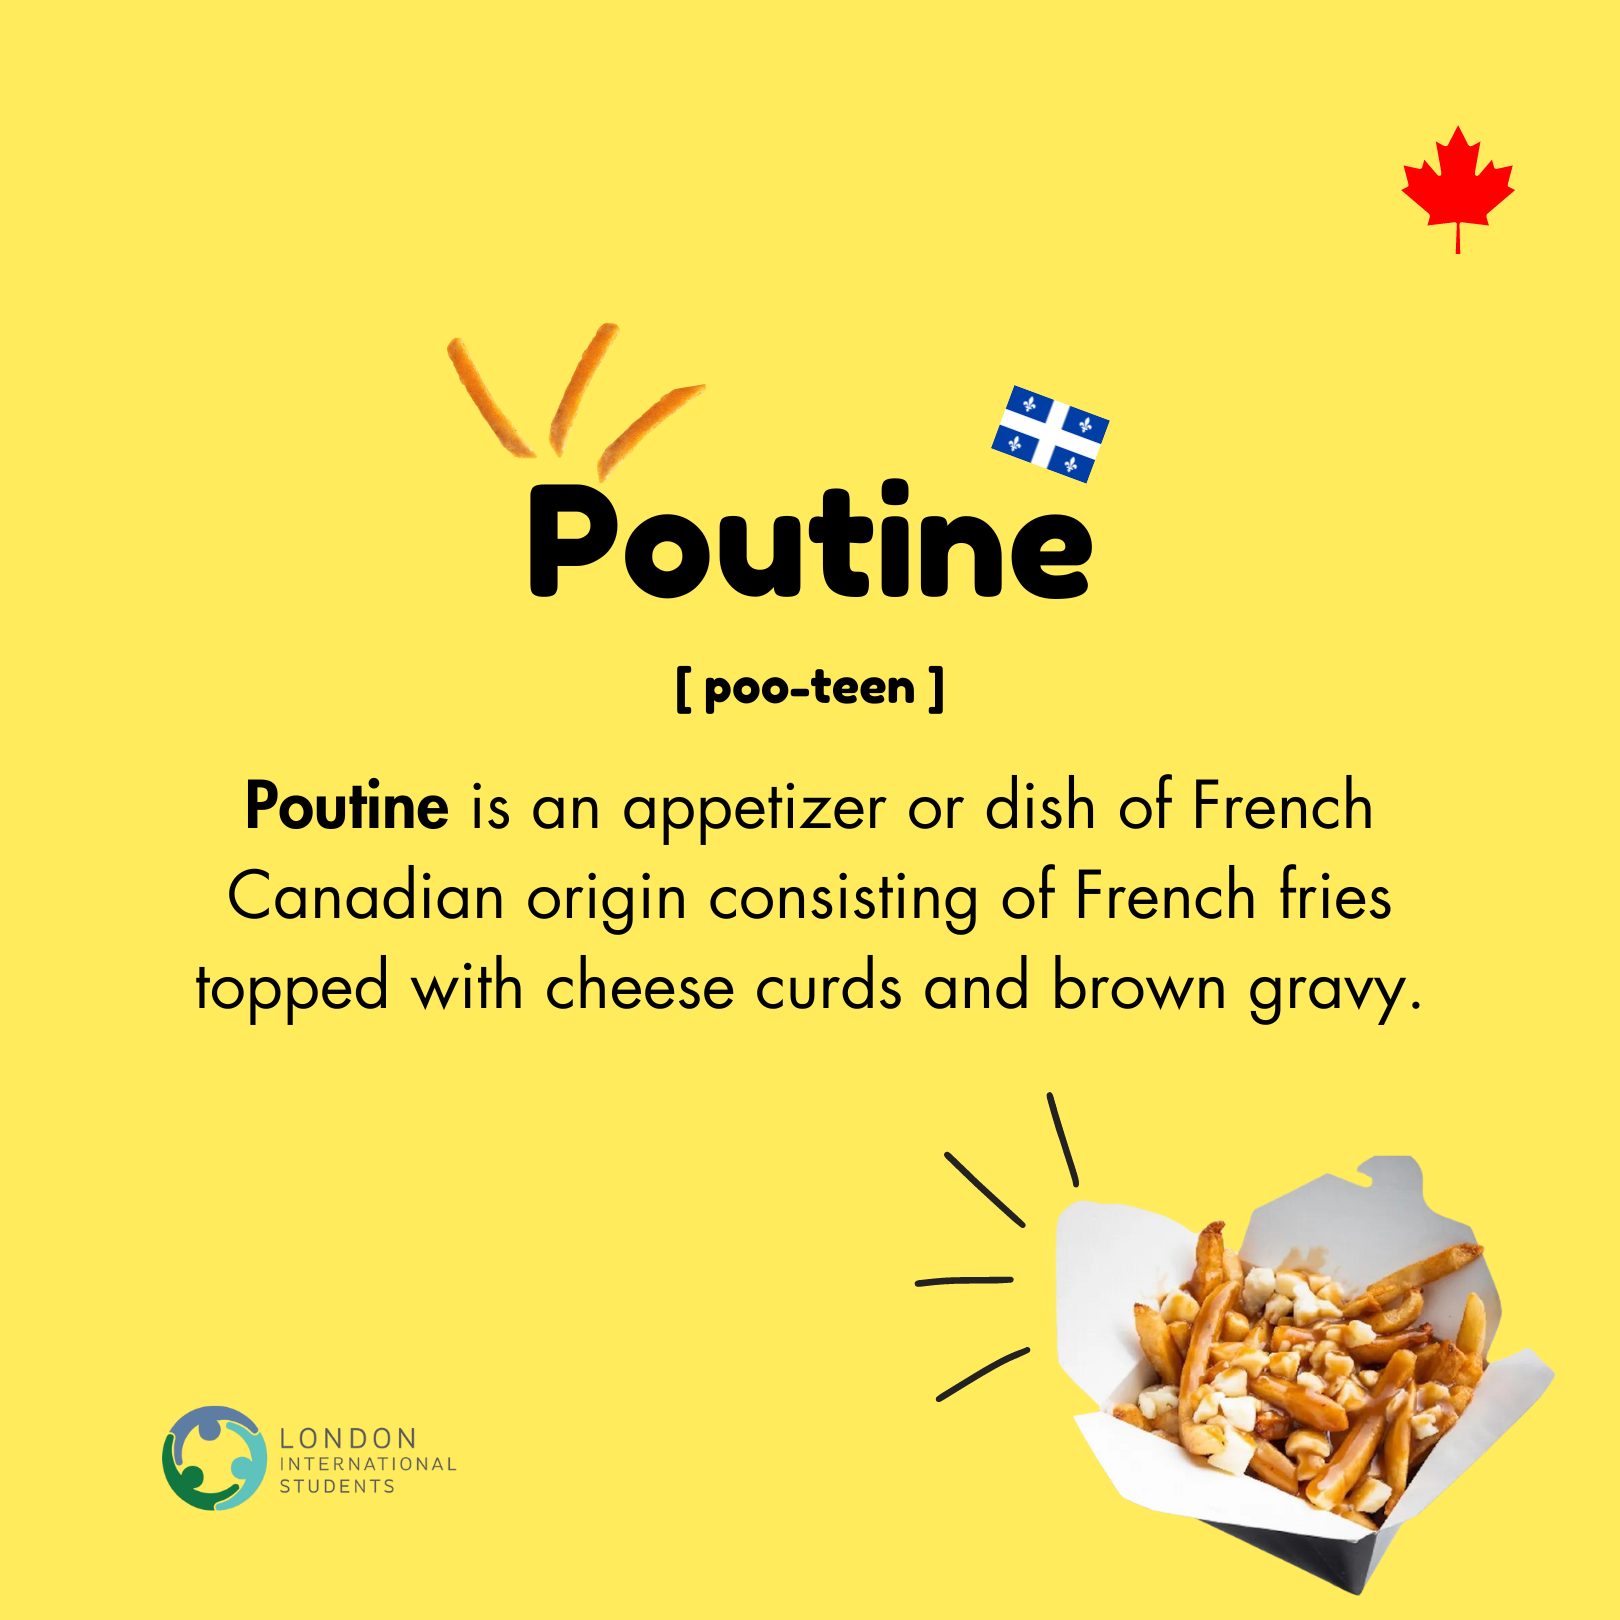 Poutine
[ poo-teen ]
Poutine is an appetizer or dish of French
Canadian origin consisting of French fries
topped with cheese curds and brown gravy.
LONDON
INTERNATIONAL
STUDENTS